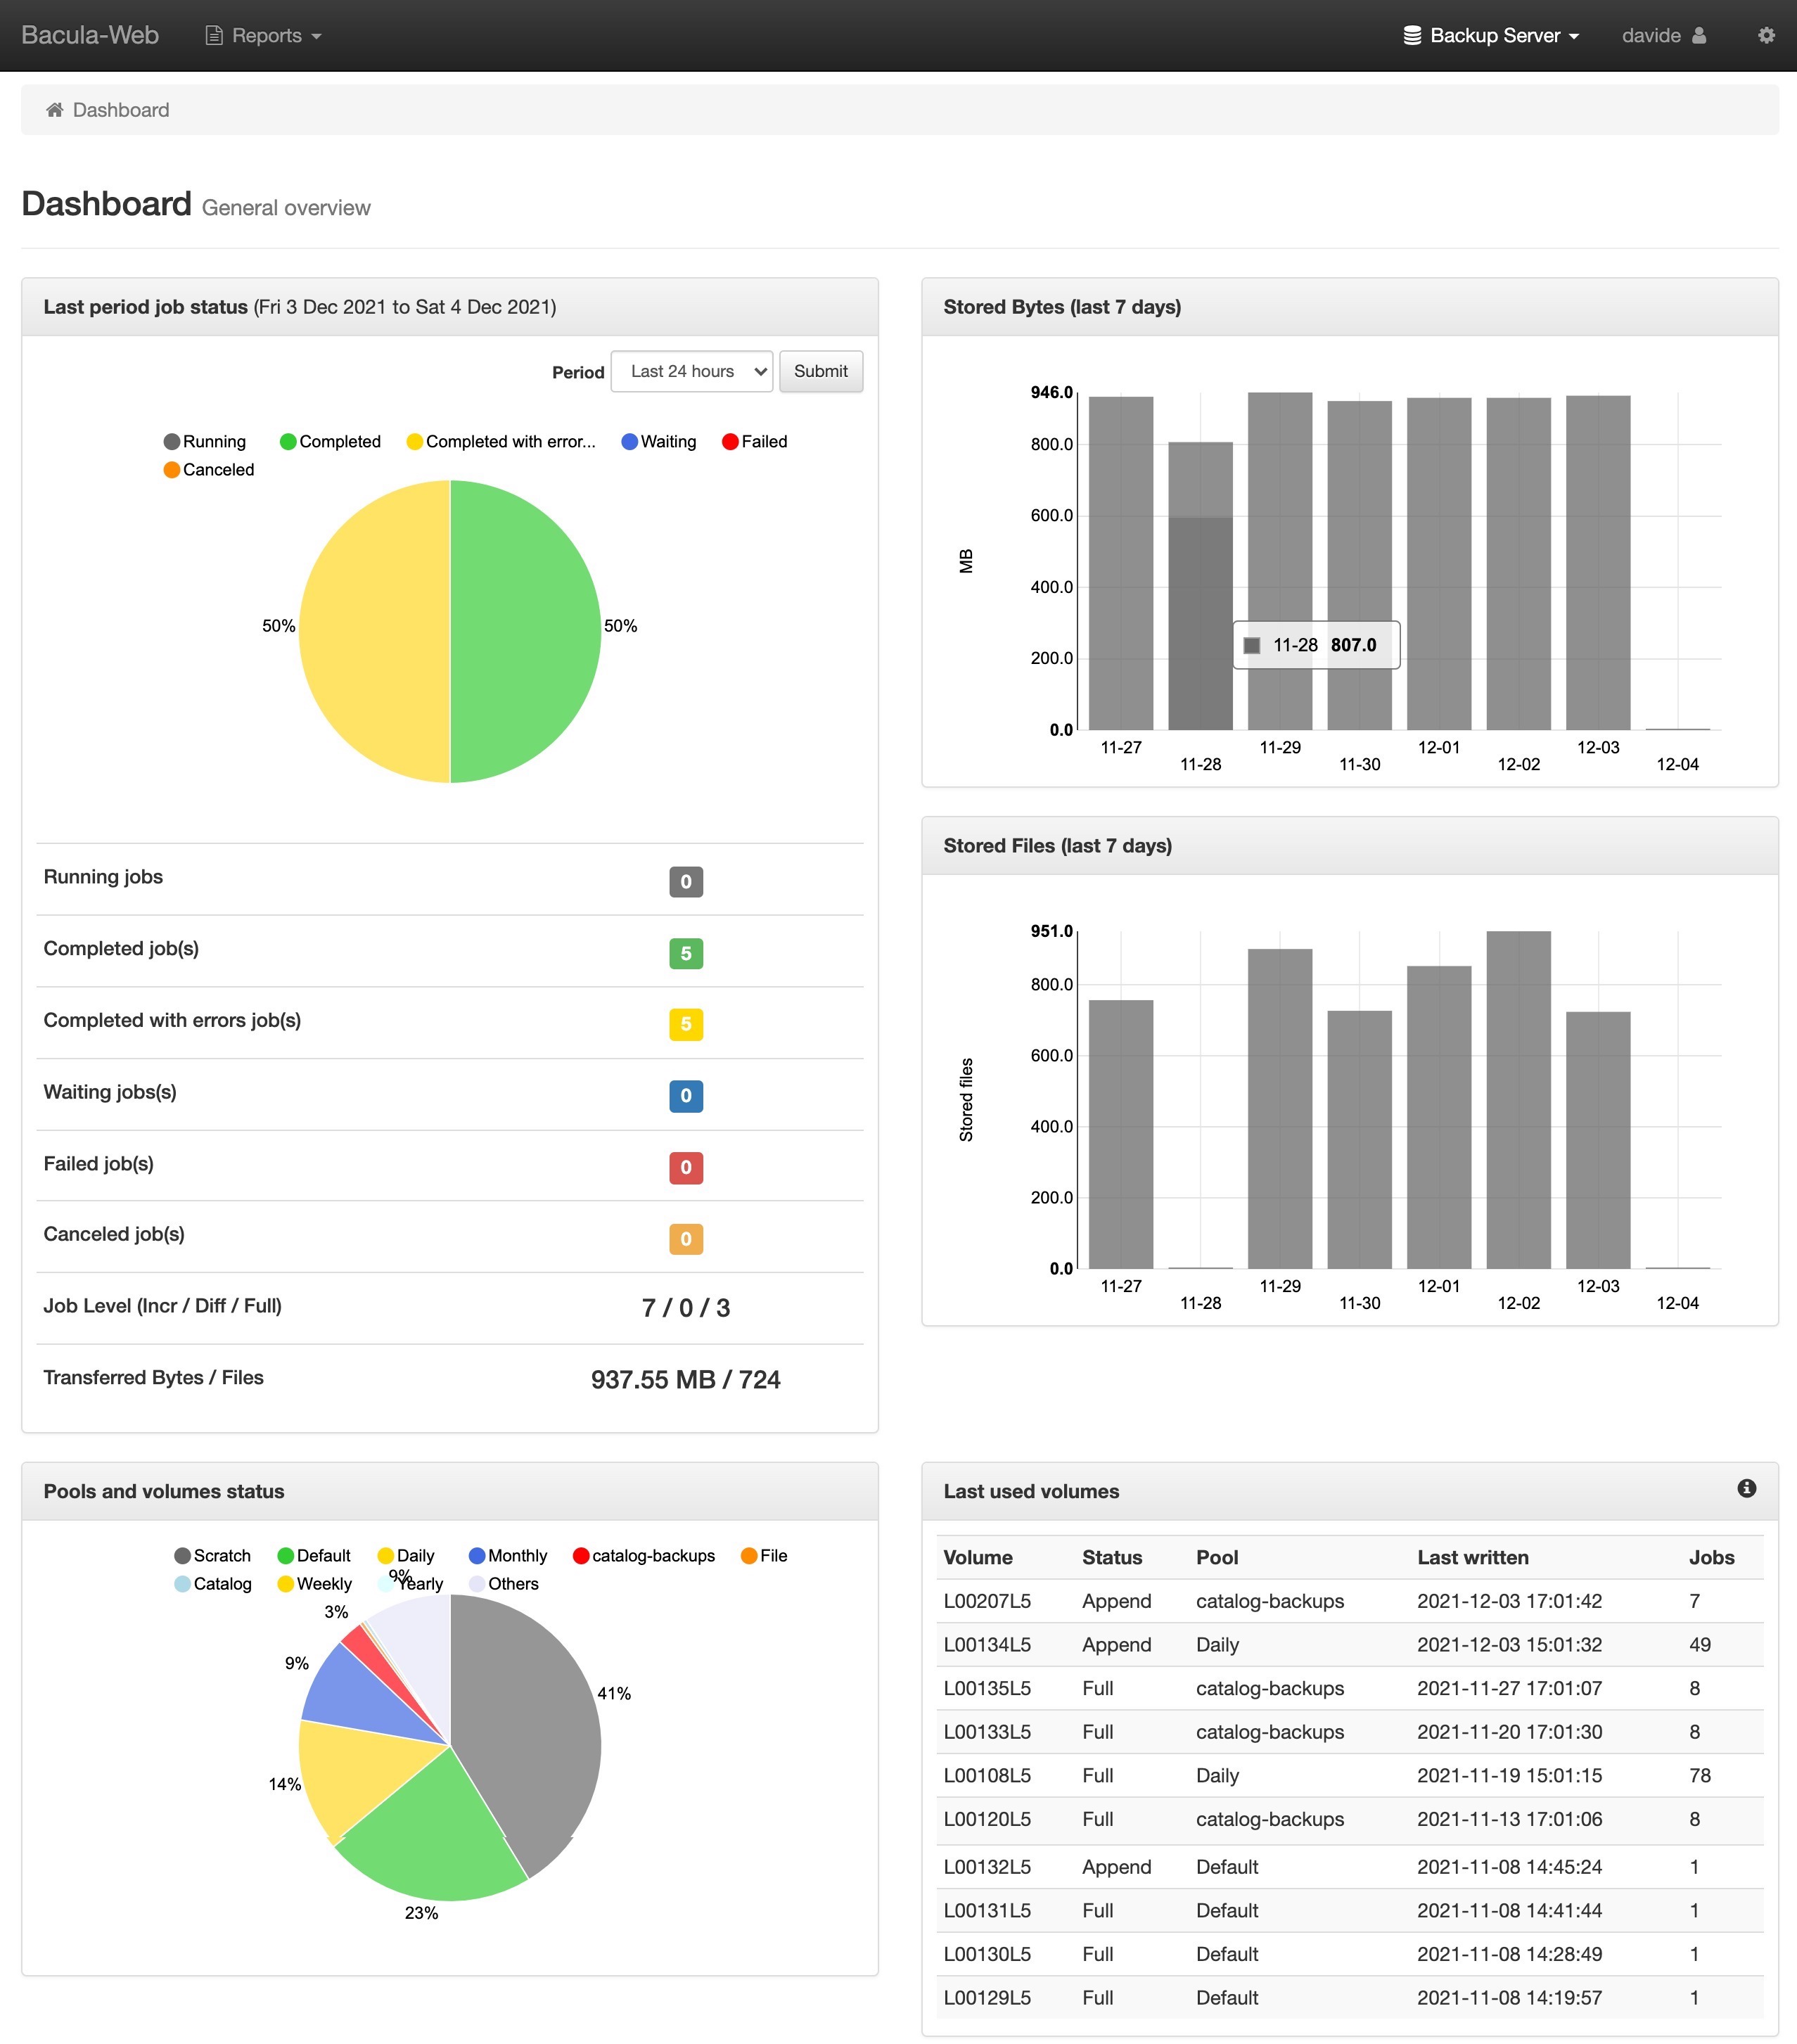 Bacula-Web Reports Backup Server davide
Dashboard
Dashboard General overview
Last period job status (Fri 3 Dec 2021 to Sat 4 Dec 2021)
Period Last 24 hours Submit
Running Completed Completed with error... Waiting Failed
Canceled
50% 50%
Running jobs 0
Completed job(s) 5
Completed with errors job(s) 5
Waiting jobs(s) 0
Failed job(s) 0
Canceled job(s) 0
Job Level (Incr / Diff / Full) 7 / 0 / 3
Transferred Bytes / Files 937.55 MB / 724
Stored Bytes (last 7 days)
946.0
800.0
600.0
MB
400.0
11-28 807.0
200.0
0.0
11-27 11-29 12-01 12-03
11-28 11-30 12-02 12-04
Stored Files (last 7 days)
951.0
800.0
600.0
Stored files
400.0
200.0
0.0
11-27 11-29 12-01 12-03
11-28 11-30 12-02 12-04
Pools and volumes status
Scratch Default Daily Monthly catalog-backups File
Catalog Weekly Yearly Others
9%
3%
9%
41%
14%
23%
Last used volumes
Volume Status Pool Last written Jobs
L00207L5 Append catalog-backups 2021-12-03 17:01:42 7
L00134L5 Append Daily 2021-12-03 15:01:32 49
L00135L5 Full catalog-backups 2021-11-27 17:01:07 8
L00133L5 Full catalog-backups 2021-11-20 17:01:30 8
L00108L5 Full Daily 2021-11-19 15:01:15 78
L00120L5 Full catalog-backups 2021-11-13 17:01:06 8
L00132L5 Append Default 2021-11-08 14:45:24 1
L00131L5 Full Default 2021-11-08 14:41:44 1
L00130L5 Full Default 2021-11-08 14:28:49 1
L00129L5 Full Default 2021-11-08 14:19:57 1